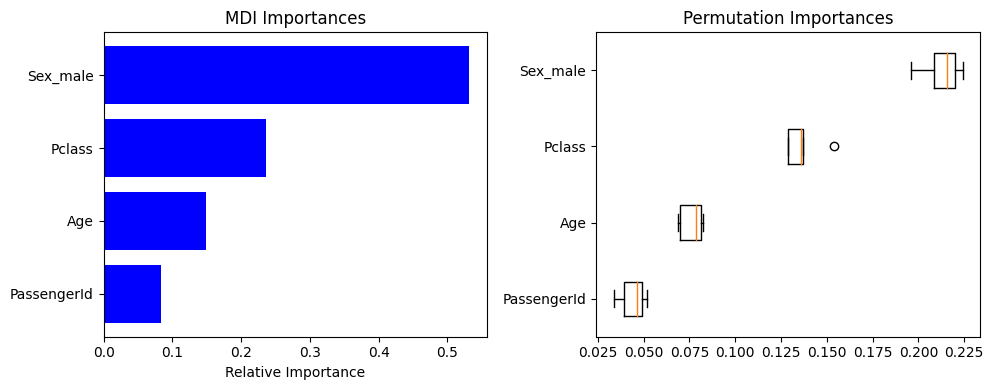 MDI Importances
Sex_male
Pclass
Age
PassengerId
0.0 0.1 0.2 0.3 0.4 0.5
Relative Importance
Permutation Importances
Sex_male
Pclass
Age
PassengerId
0.025 0.050 0.075 0.100 0.125 0.150 0.175 0.200 0.225